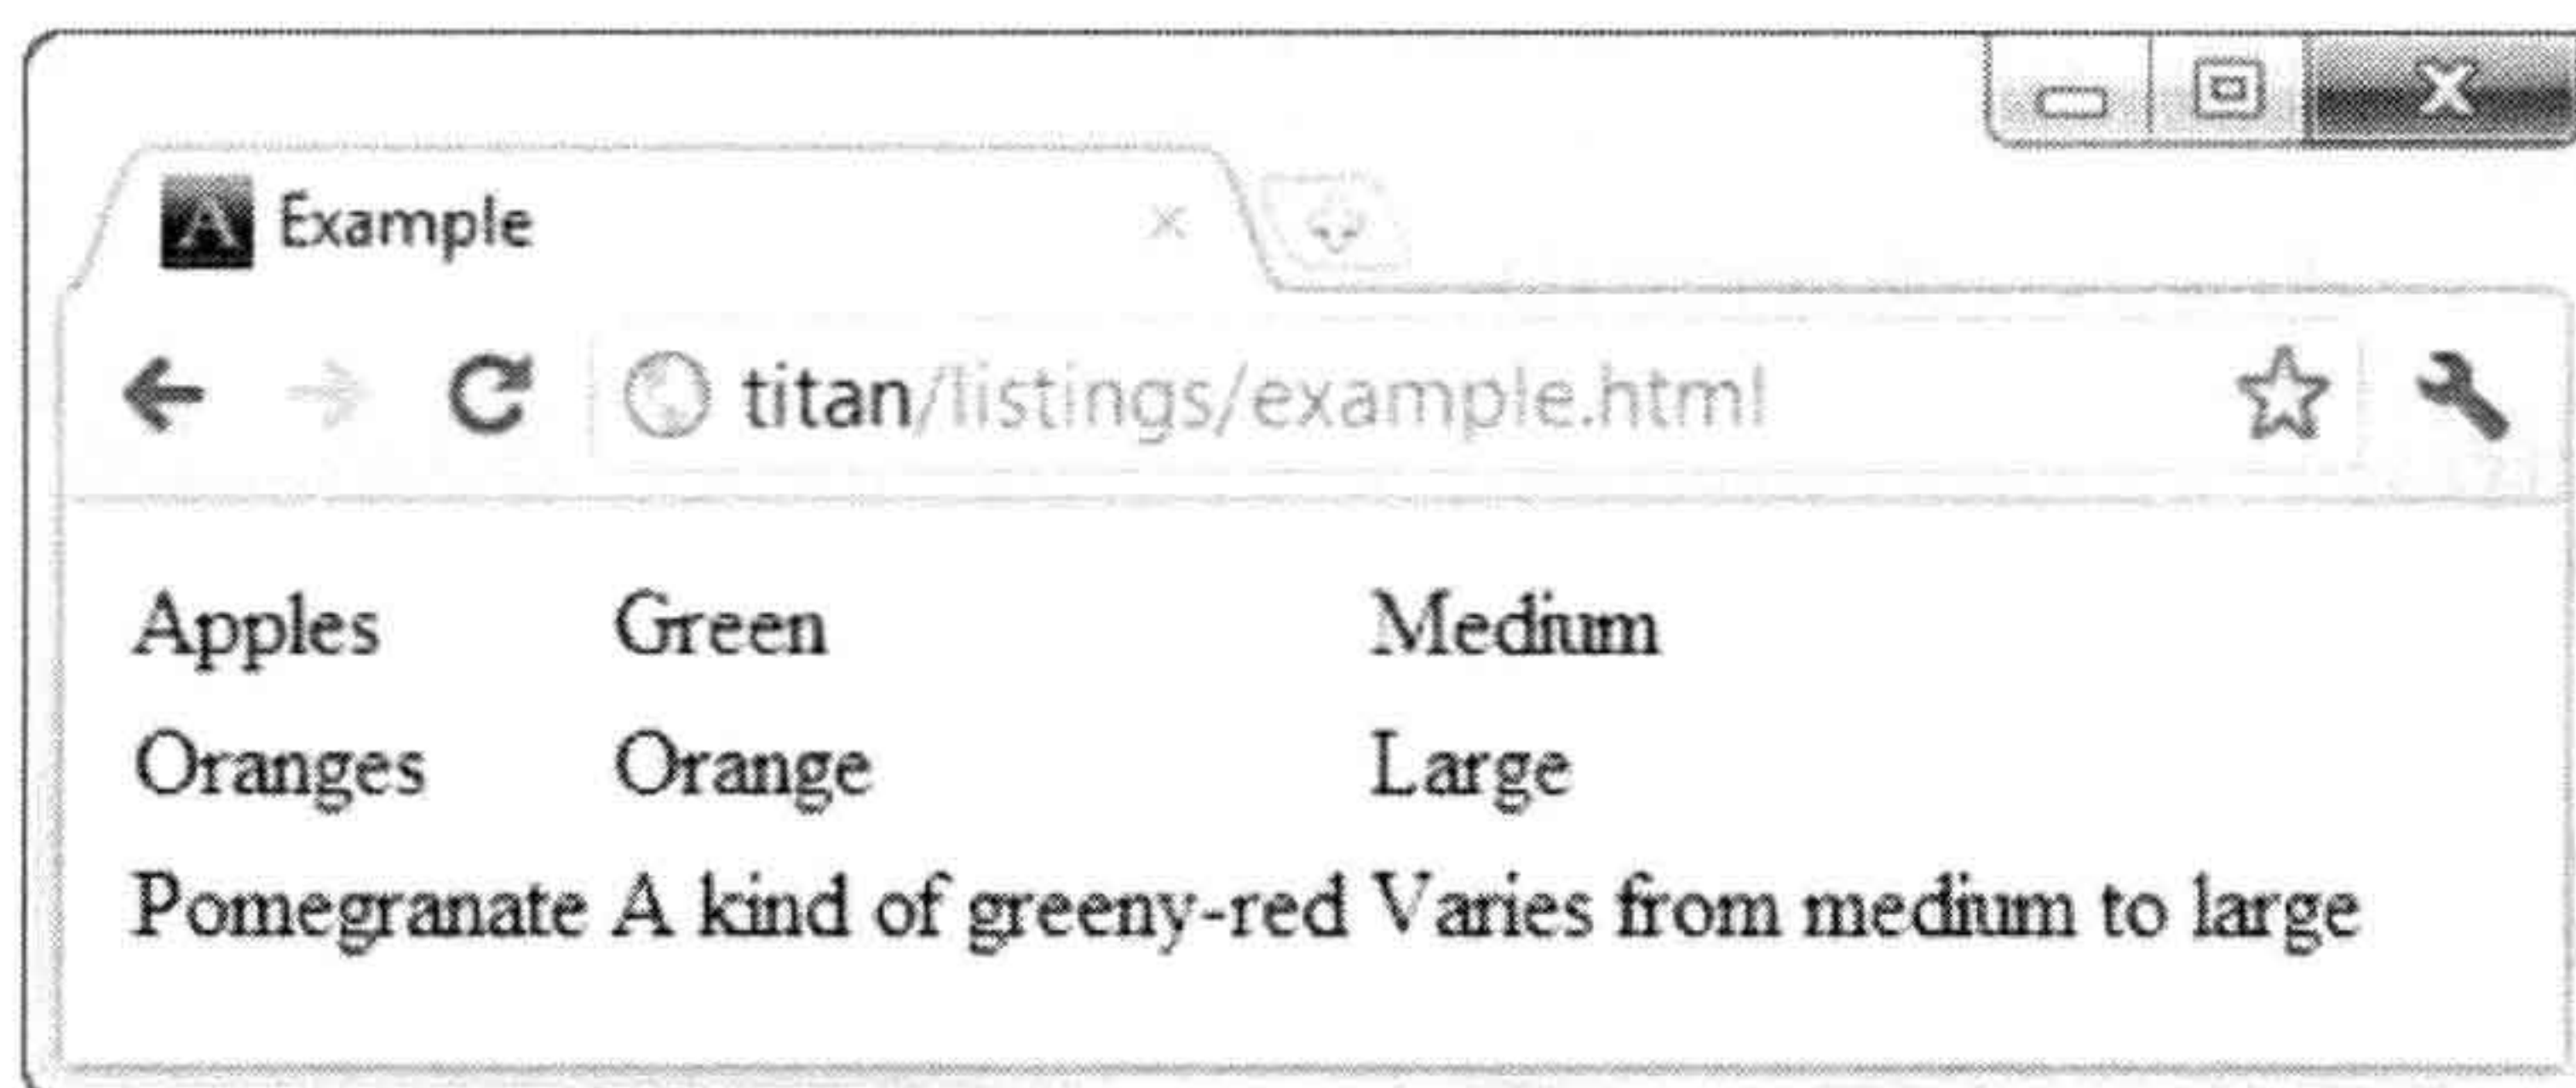 A Example
titan/listings/example.html
Apples Green Medium
Oranges Orange Large
Pomegranate A kind of greeny-red Varies from medium to large